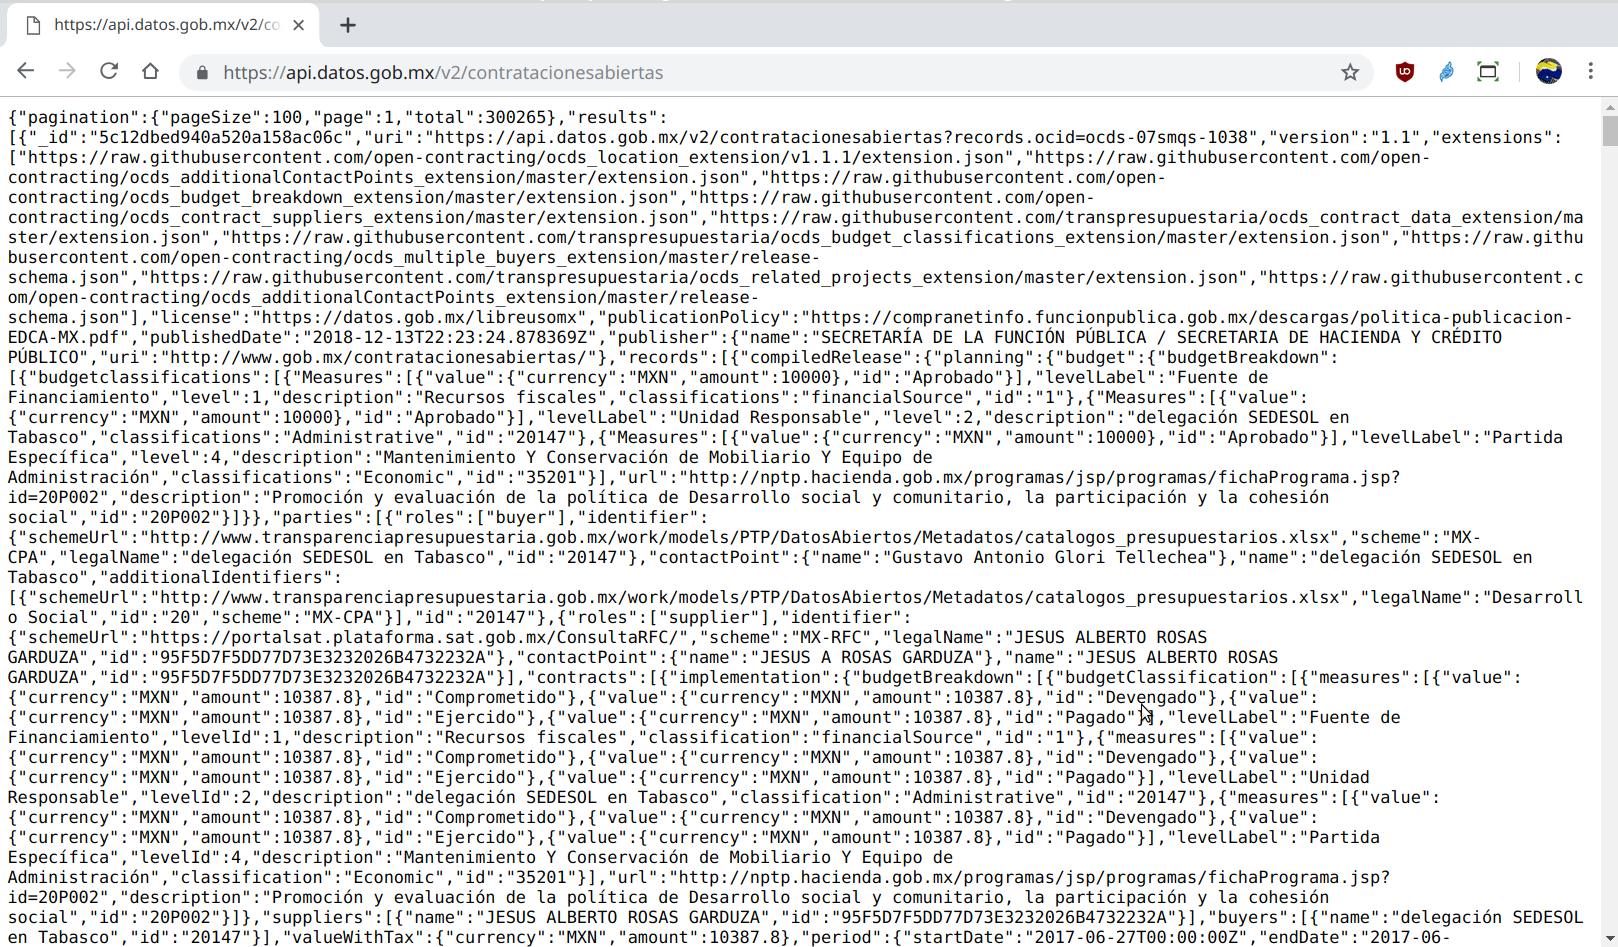 https://api.datos.gob.mx/v2/co
https://api.datos.gob.mx/v2/contratacionesabiertas
{"pagination":{"pageSize":100,"page":1,"total":300265},"results":
[{"_id":"5c12dbed940a520a158ac06c","uri":"https://api.datos.gob.mx/v2/contratacionesabiertas?records.ocid=ocds-07smqs-1038","version":"1.1","extensions":
["https://raw.githubusercontent.com/open-contracting/ocds_location_extension/v1.1.1/extension.json","https://raw.githubusercontent.com/open-
contracting/ocds_additionalContactPoints_extension/master/extension.json","https://raw.githubusercontent.com/open-
contracting/ocds_budget_breakdown_extension/master/extension.json","https://raw.githubusercontent.com/open-
contracting/ocds_contract_suppliers_extension/master/extension.json","https://raw.githubusercontent.com/transpresupuestaria/ocds_contract_data_extension/ma
ster/extension.json","https://raw.githubusercontent.com/transpresupuestaria/ocds_budget_classifications_extension/master/extension.json","https://raw.githu
busercontent.com/open-contracting/ocds_multiple_buyers_extension/master/release-
schema.json","https://raw.githubusercontent.com/transpresupuestaria/ocds_related_projects_extension/master/extension.json","https://raw.githubusercontent.c
om/open-contracting/ocds_additionalContactPoints_extension/master/release-
schema.json"],"license":"https://datos.gob.mx/libreusomx","publicationPolicy":"https://compranetinfo.funcionpublica.gob.mx/descargas/politica-publicacion-
EDCA-MX.pdf","publishedDate":"2018-12-13T22:23:24.878369Z","publisher":{"name":"SECRETARÍA DE LA FUNCIÓN PÚBLICA / SECRETARIA DE HACIENDA Y CRÉDITO
PÚBLICO","uri":"http://www.gob.mx/contratacionesabiertas/"},"records":[{"compiledRelease":{"planning":{"budget":{"budgetBreakdown":
[{"budgetclassifications":[{"Measures":[{"value":{"currency":"MXN","amount":10000},"id":"Aprobado"}],"levelLabel":"Fuente de
Financiamiento","level":1,"description":"Recursos fiscales","classifications":"financialSource","id":"1"},{"Measures":[{"value":
{"currency":"MXN","amount":10000},"id":"Aprobado"}],"levelLabel":"Unidad Responsable","level":2,"description":"delegación SEDESOL en
Tabasco","classifications":"Administrative","id":"20147"},{"Measures":[{"value":{"currency":"MXN","amount":10000},"id":"Aprobado"}],"levelLabel":"Partida
Específica","level":4,"description":"Mantenimiento Y Conservación de Mobiliario Y Equipo de
Administración","classifications":"Economic","id":"35201"}],"url":"http://nptp.hacienda.gob.mx/programas/jsp/programas/fichaPrograma.jsp?
id=20P002","description":"Promoción y evaluación de la política de Desarrollo social y comunitario, la participación y la cohesión
social","id":"20P002"}]}},"parties":[{"roles":["buyer"],"identifier":
{"schemeUrl":"http://www.transparenciapresupuestaria.gob.mx/work/models/PTP/DatosAbiertos/Metadatos/catalogos_presupuestarios.xlsx","scheme":"MX-
CPA","legalName":"delegación SEDESOL en Tabasco","id":"20147"},"contactPoint":{"name":"Gustavo Antonio Glori Tellechea"},"name":"delegación SEDESOL en
Tabasco","additionalIdentifiers":
[{"schemeUrl":"http://www.transparenciapresupuestaria.gob.mx/work/models/PTP/DatosAbiertos/Metadatos/catalogos_presupuestarios.xlsx","legalName":"Desarroll
o Social","id":"20","scheme":"MX-CPA"}],"id":"20147"},{"roles":["supplier"],"identifier":
{"schemeUrl":"https://portalsat.plataforma.sat.gob.mx/ConsultaRFC/","scheme":"MX-RFC","legalName":"JESUS ALBERTO ROSAS
GARDUZA","id":"95F5D7F5DD77D73E3232026B4732232A"},"contactPoint":{"name":"JESUS A ROSAS GARDUZA"},"name":"JESUS ALBERTO ROSAS
GARDUZA","id":"95F5D7F5DD77D73E3232026B4732232A"}],"contracts":[{"implementation":{"budgetBreakdown":[{"budgetClassification":[{"measures":[{"value":
{"currency":"MXN","amount":10387.8},"id":"Comprometido"},{"value":{"currency":"MXN","amount":10387.8},"id":"Devengado"},{"value":
{"currency":"MXN","amount":10387.8},"id":"Ejercido"},{"value":{"currency":"MXN","amount":10387.8},"id":"Pagado"}],"levelLabel":"Fuente de
Financiamiento","levelId":1,"description":"Recursos fiscales","classification":"financialSource","id":"1"},{"measures":[{"value":
{"currency":"MXN","amount":10387.8},"id":"Comprometido"},{"value":{"currency":"MXN","amount":10387.8},"id":"Devengado"},{"value":
{"currency":"MXN","amount":10387.8},"id":"Ejercido"},{"value":{"currency":"MXN","amount":10387.8},"id":"Pagado"}],"levelLabel":"Unidad
Responsable","levelId":2,"description":"delegación SEDESOL en Tabasco","classification":"Administrative","id":"20147"},{"measures":[{"value":
{"currency":"MXN","amount":10387.8},"id":"Comprometido"},{"value":{"currency":"MXN","amount":10387.8},"id":"Devengado"},{"value":
{"currency":"MXN","amount":10387.8},"id":"Ejercido"},{"value":{"currency":"MXN","amount":10387.8},"id":"Pagado"}],"levelLabel":"Partida
Específica","levelId":4,"description":"Mantenimiento Y Conservación de Mobiliario Y Equipo de
Administración","classification":"Economic","id":"35201"}],"url":"http://nptp.hacienda.gob.mx/programas/jsp/programas/fichaPrograma.jsp?
id=20P002","description":"Promoción y evaluación de la política de Desarrollo social y comunitario, la participación y la cohesión
social","id":"20P002"}]},"suppliers":[{"name":"JESUS ALBERTO ROSAS GARDUZA","id":"95F5D7F5DD77D73E3232026B4732232A"}],"buyers":[{"name":"delegación SEDESOL
en Tabasco","id":"20147"}],"valueWithTax":{"currency":"MXN","amount":10387.8},"period":{"startDate":"2017-06-27T00:00:00Z","endDate":"2017-06-